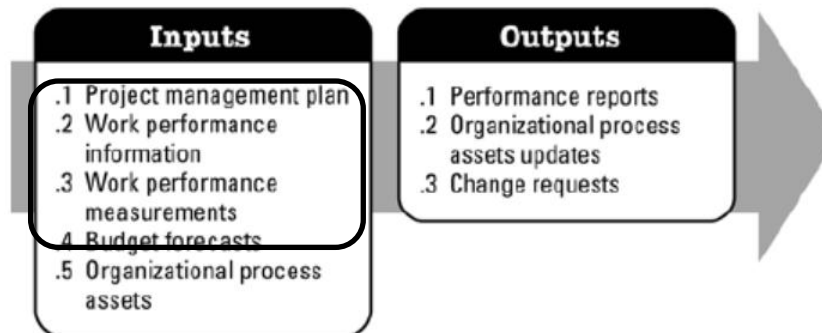 Inputs
.1 Project management plan
.2 Work performance
information
.3 Work performance
measurements
.4 Budget forecasts
.5 Organizational process
assets
Outputs
.1 Performance reports
.2 Organizational process
assets updates
.3 Change requests